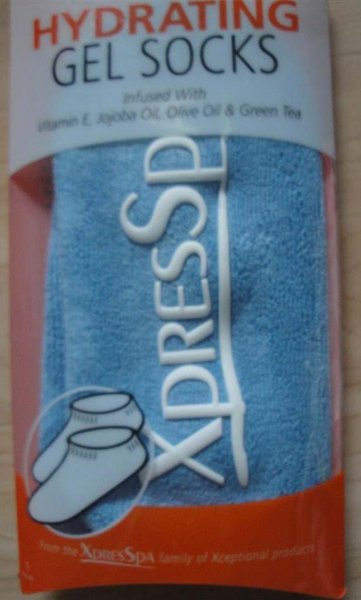 HYDRATING
GEL SOCKS
Infused With
Vitamin E, Jojoba Oil, Olive Oil & Green Tea
XpresSp
From the XpresSpa family of Xceptional products